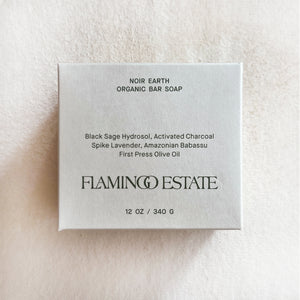 NOIR EARTH
ORGANIC BAR SOAP
Black Sage Hydrosol, Activated Charcoal
Spike Lavender, Amazonian Babassu
First Press Olive Oil
FLAMINGO ESTATE
12 OZ / 340 G